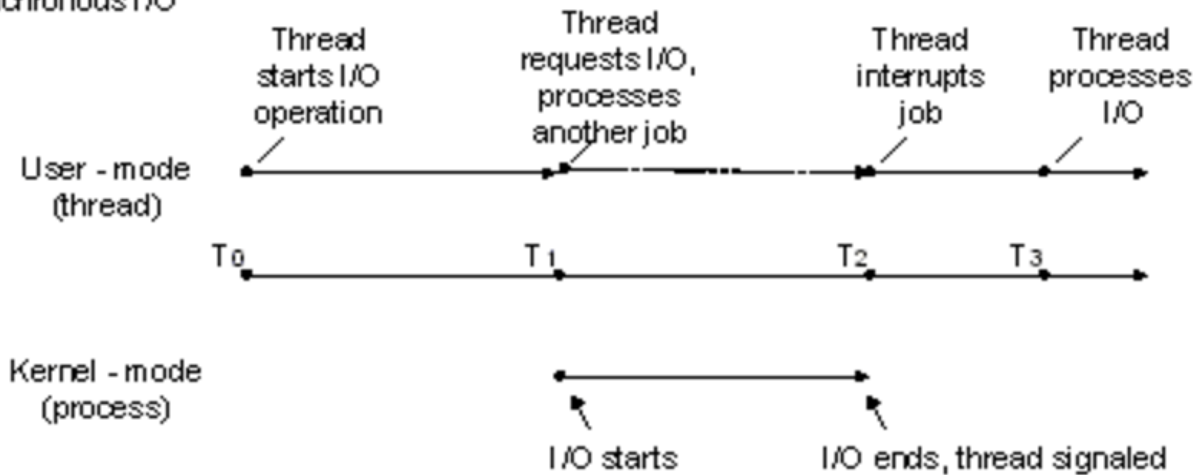 Thread
starts I/O
operation
Thread
requests I/O,
processes
another job
Thread
interrupts
job
Thread
processes
I/O
User - mode
(thread)
T0
T1
T2
T3
Kernel - mode
(process)
I/O starts
I/O ends, thread signaled